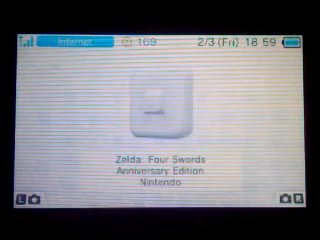 Internet 169 2/3 (Fri) 18:59
Zelda: Four Swords
Anniversary Edition
Nintendo
L R